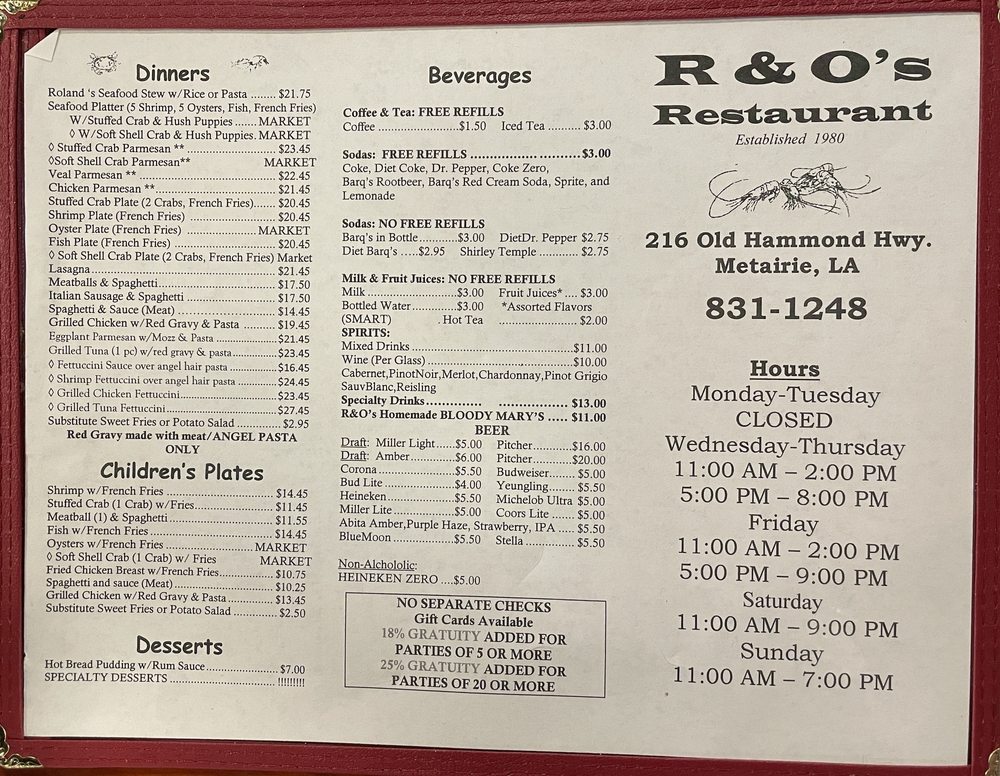 Dinners
Roland 's Seafood Stew w/Rice or Pasta ........ $21.75
Seafood Platter (5 Shrimp, 5 Oysters, Fish, French Fries)
W/Stuffed Crab & Hush Puppies ...... MARKET
◊ W/Soft Shell Crab & Hush Puppies. MARKET
◊ Stuffed Crab Parmesan ** ........ $23.45
◊Soft Shell Crab Parmesan** MARKET
Veal Parmesan ** ........ $22.45
Chicken Parmesan ** ........ $21.45
Stuffed Crab Plate (2 Crabs, French Fries)...... $20.45
Shrimp Plate (French Fries) ........ $20.45
Oyster Plate (French Fries) ........ MARKET
Fish Plate (French Fries) ........ $20.45
◊ Soft Shell Crab Plate (2 Crabs, French Fries) Market
Lasagna ........ $21.45
Meatballs & Spaghetti ........ $17.50
Italian Sausage & Spaghetti ........ $17.50
Spaghetti & Sauce (Meat) ........ $14.45
Grilled Chicken w/Red Gravy & Pasta ........ $19.45
Eggplant Parmesan w/Mozz & Pasta ........ $21.45
Grilled Tuna (1 pc) w/red gravy & pasta ........ $23.45
◊ Fettuccini Sauce over angel hair pasta ........ $16.45
◊ Shrimp Fettuccini over angel hair pasta ........ $24.45
◊ Grilled Chicken Fettuccini ........ $23.45
◊ Grilled Tuna Fettuccini ........ $27.45
Substitute Sweet Fries or Potato Salad ........ $2.95
Red Gravy made with meat/ANGEL PASTA
ONLY
Children's Plates
Shrimp w/French Fries ........ $14.45
Stuffed Crab (1 Crab) w/Fries ........ $11.45
Meatball (1) & Spaghetti ........ $11.55
Fish w/French Fries ........ $14.45
Oysters w/French Fries ........ MARKET
◊ Soft Shell Crab (1 Crab) w/ Fries MARKET
Fried Chicken Breast w/French Fries ........ $10.75
Spaghetti and sauce (Meat) ........ $10.25
Grilled Chicken w/Red Gravy & Pasta ........ $13.45
Substitute Sweet Fries or Potato Salad ........ $2.50
Desserts
Hot Bread Pudding w/Rum Sauce ........ $7.00
SPECIALTY DESSERTS ........ !!!!!!!!!
Beverages
Coffee & Tea: FREE REFILLS
Coffee ........ $1.50 Iced Tea .......... $3.00
Sodas: FREE REFILLS ........ $3.00
Coke, Diet Coke, Dr. Pepper, Coke Zero,
Barq's Rootbeer, Barq's Red Cream Soda, Sprite, and
Lemonade
Sodas: NO FREE REFILLS
Barq's in Bottle ........ $3.00 DietDr. Pepper $2.75
Diet Barq's .....$2.95 Shirley Temple ........ $2.75
Milk & Fruit Juices: NO FREE REFILLS
Milk ........ $3.00 Fruit Juices* .... $3.00
Bottled Water ........ $3.00 *Assorted Flavors
(SMART) . Hot Tea ........ $2.00
SPIRITS:
Mixed Drinks ........ $11.00
Wine (Per Glass) ........ $10.00
Cabernet,PinotNoir,Merlot,Chardonnay,Pinot Grigio
SauvBlanc,Reisling
Specialty Drinks ........ $13.00
R&O's Homemade BLOODY MARY'S ..... $11.00
BEER
Draft: Miller Light .....$5.00 Pitcher ........ $16.00
Draft: Amber ........ $6.00 Pitcher ........ $20.00
Corona ........ $5.50 Budweiser ...... $5.00
Bud Lite ........ $4.00 Yeungling ...... $5.50
Heineken ........ $5.50 Michelob Ultra $5.00
Miller Lite ........ $5.00 Coors Lite ..... $5.00
Abita Amber,Purple Haze, Strawberry, IPA ..... $5.50
BlueMoon ........ $5.50 Stella ........ $5.50
Non-Alchololic:
HEINEKEN ZERO ....$5.00
NO SEPARATE CHECKS
Gift Cards Available
18% GRATUITY ADDED FOR
PARTIES OF 5 OR MORE
25% GRATUITY ADDED FOR
PARTIES OF 20 OR MORE
R & O's
Restaurant
Established 1980
216 Old Hammond Hwy.
Metairie, LA
831-1248
Hours
Monday-Tuesday
CLOSED
Wednesday-Thursday
11:00 AM – 2:00 PM
5:00 PM – 8:00 PM
Friday
11:00 AM – 2:00 PM
5:00 PM – 9:00 PM
Saturday
11:00 AM – 9:00 PM
Sunday
11:00 AM – 7:00 PM